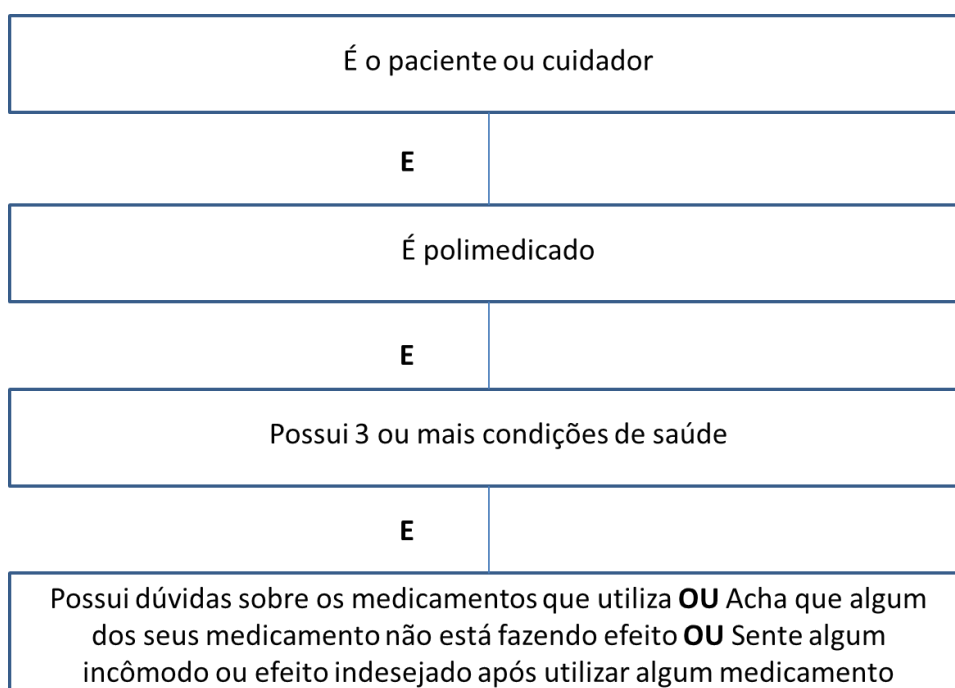 É o paciente ou cuidador
E
É polimedicado
E
Possui 3 ou mais condições de saúde
E
Possui dúvidas sobre os medicamentos que utiliza OU Acha que algum
dos seus medicamento não está fazendo efeito OU Sente algum
incômodo ou efeito indesejado após utilizar algum medicamento